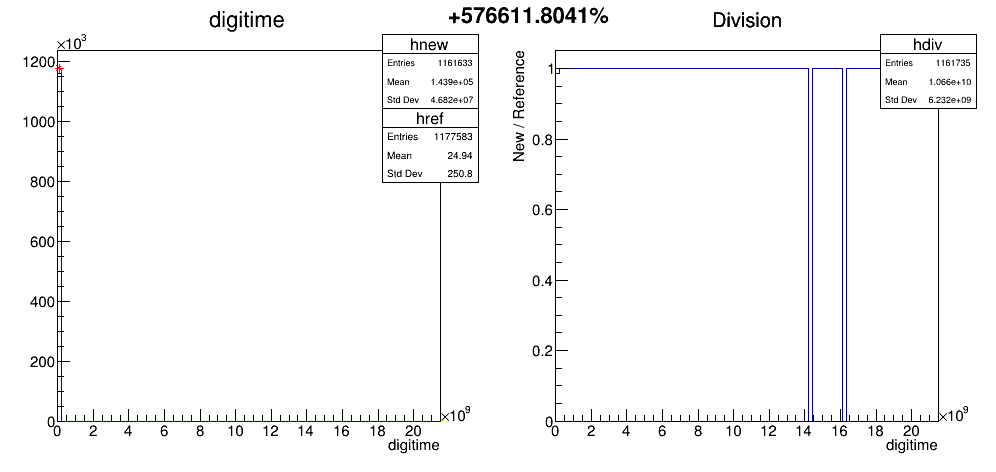 +576611.8041%
digitime
×10³
1200
1000
800
600
400
200
0
0 2 4 6 8 10 12 14 16 18 20
×10⁹
digitime
hnew
Entries 1161633
Mean 1.439e+05
Std Dev 4.682e+07
href
Entries 1177583
Mean 24.94
Std Dev 250.8
Division
New / Reference
1
0.8
0.6
0.4
0.2
0
0 2 4 6 8 10 12 14 16 18 20
×10⁹
digitime
hdiv
Entries 1161735
Mean 1.066e+10
Std Dev 6.232e+09